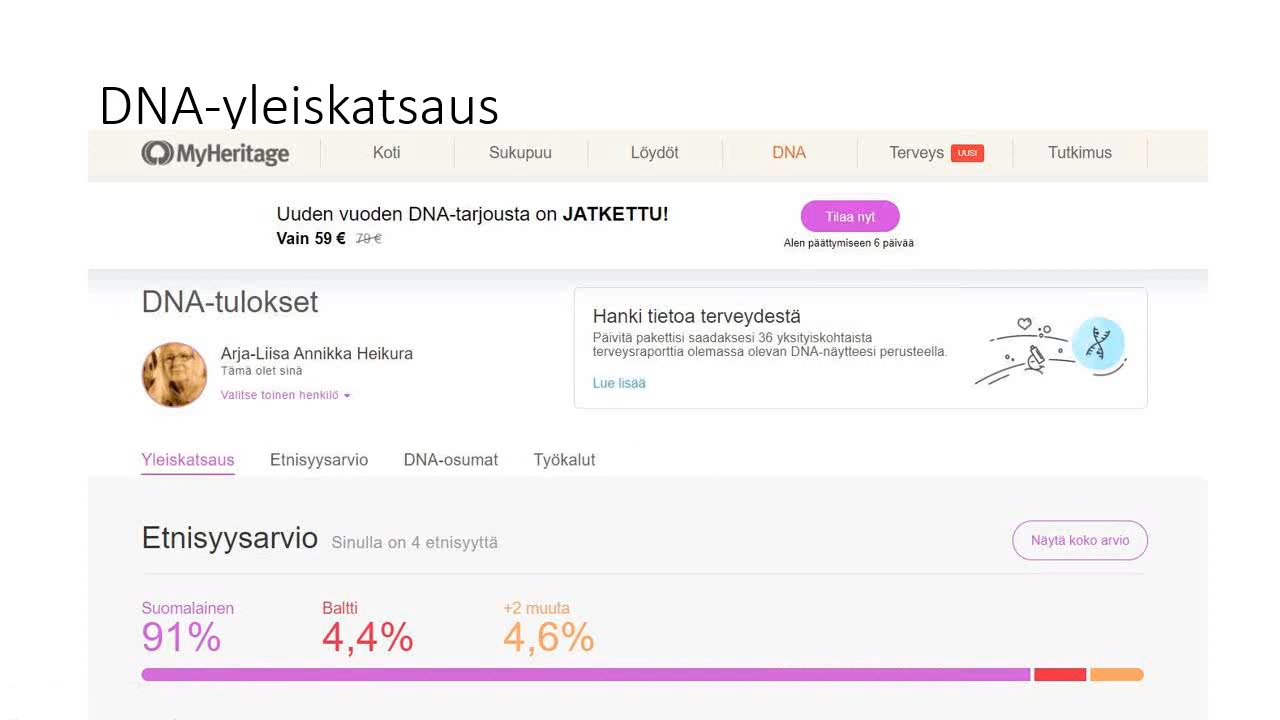 DNA-yleiskatsaus
MyHeritage Koti Sukupuu Löydöt DNA Terveys UUSI Tutkimus
Uuden vuoden DNA-tarjousta on JATKETTU!
Vain 59 € 79 €
Tilaa nyt
Alen päättymiseen 6 päivää
DNA-tulokset
Arja-Liisa Annikka Heikura
Tämä olet sinä
Valitse toinen henkilö
Hanki tietoa terveydestä
Päivitä pakettisi saadaksesi 36 yksityiskohtaista
terveysraporttia olemassa olevan DNA-näytteesi perusteella.
Lue lisää
Yleiskatsaus Etnisyysarvio DNA-osumat Työkalut
Etnisyysarvio Sinulla on 4 etnisyyttä
Näytä koko arvio
Suomalainen Baltti +2 muuta
91% 4,4% 4,6%